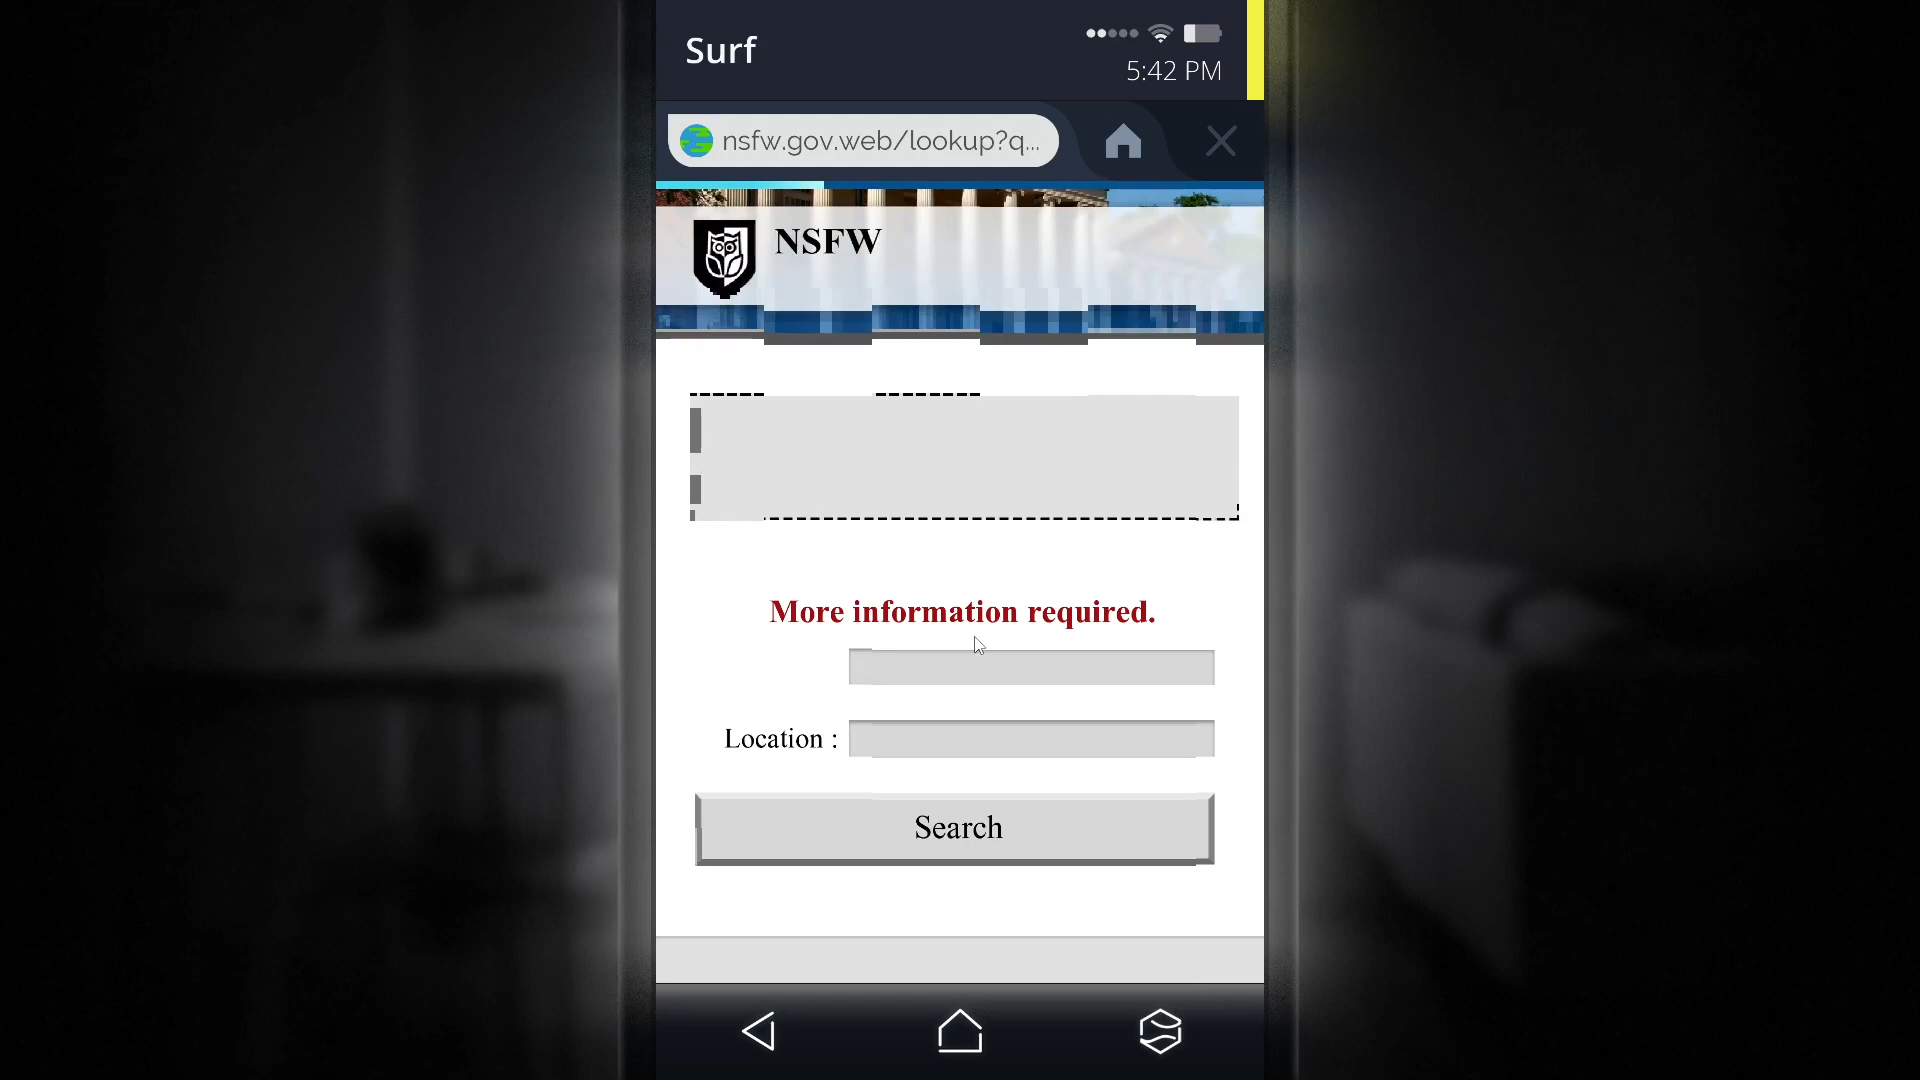 Surf
5:42 PM
nsfw.gov.web/lookup?q...
NSFW
More information required.
Location :
Search